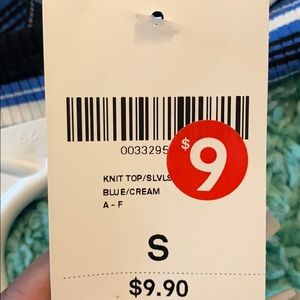 0033295
$9
KNIT TOP/SLVLS
BLUE/CREAM
A - F
S
$9.90